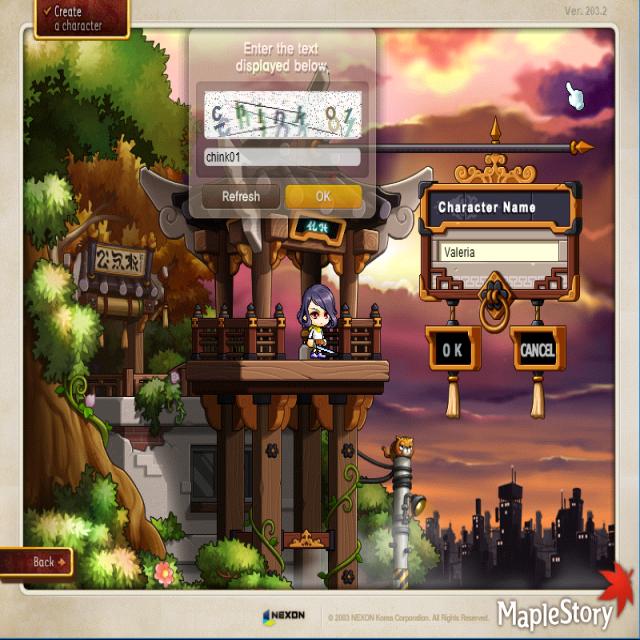 Create
a character
Ver. 203.2
Enter the text
displayed below.
chink01
chink01
Refresh
OK
Character Name
Valeria
OK
CANCEL
Back
NEXON
© 2003 NEXON Korea Corporation. All Rights Reserved.
MapleStory